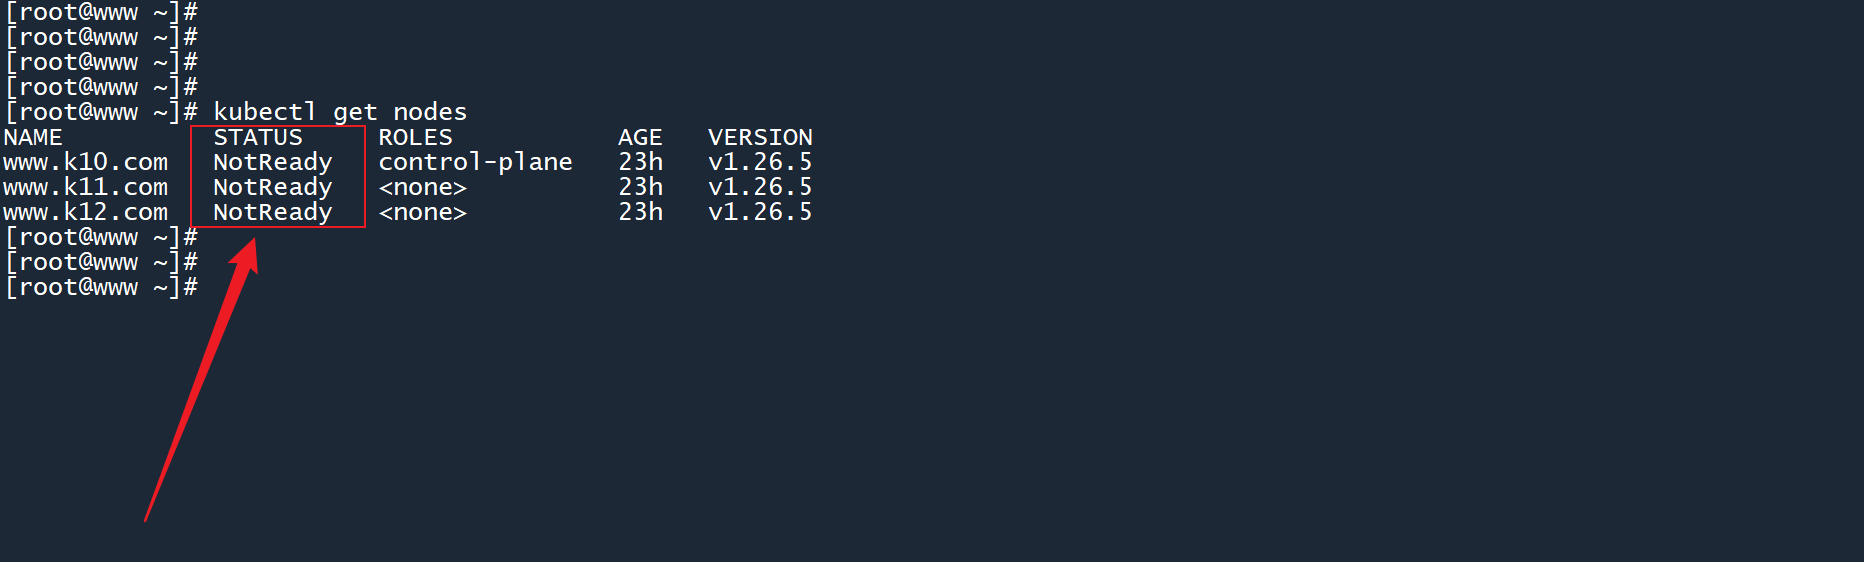 [root@www ~]#
[root@www ~]#
[root@www ~]#
[root@www ~]#
[root@www ~]# kubectl get nodes
NAME STATUS ROLES AGE VERSION
www.k10.com NotReady control-plane 23h v1.26.5
www.k11.com NotReady <none> 23h v1.26.5
www.k12.com NotReady <none> 23h v1.26.5
[root@www ~]#
[root@www ~]#
[root@www ~]#